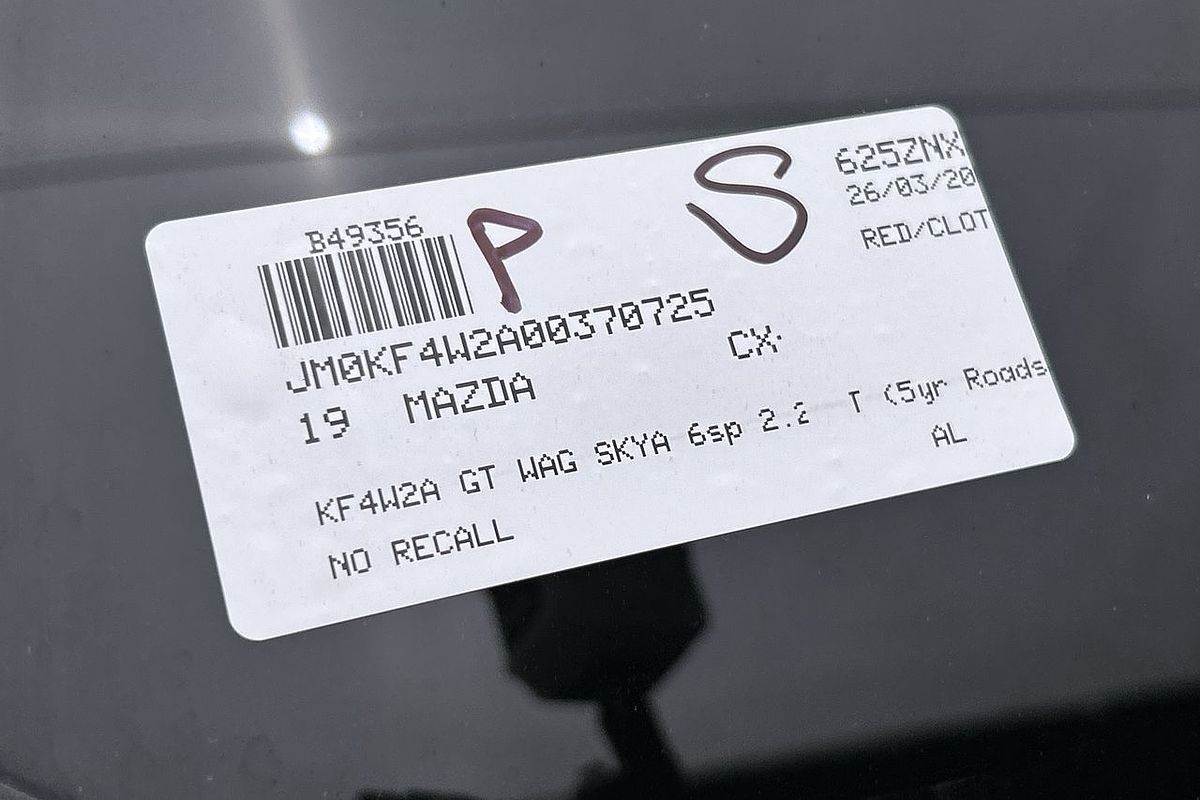 B49356
P
S
625ZNX
26/03/20
RED/CLOT
JM0KF4W2A00370725
19 MAZDA
CX-
KF4W2A GT WAG SKYA 6sp 2.2 T (5yr Roads
AL
NO RECALL